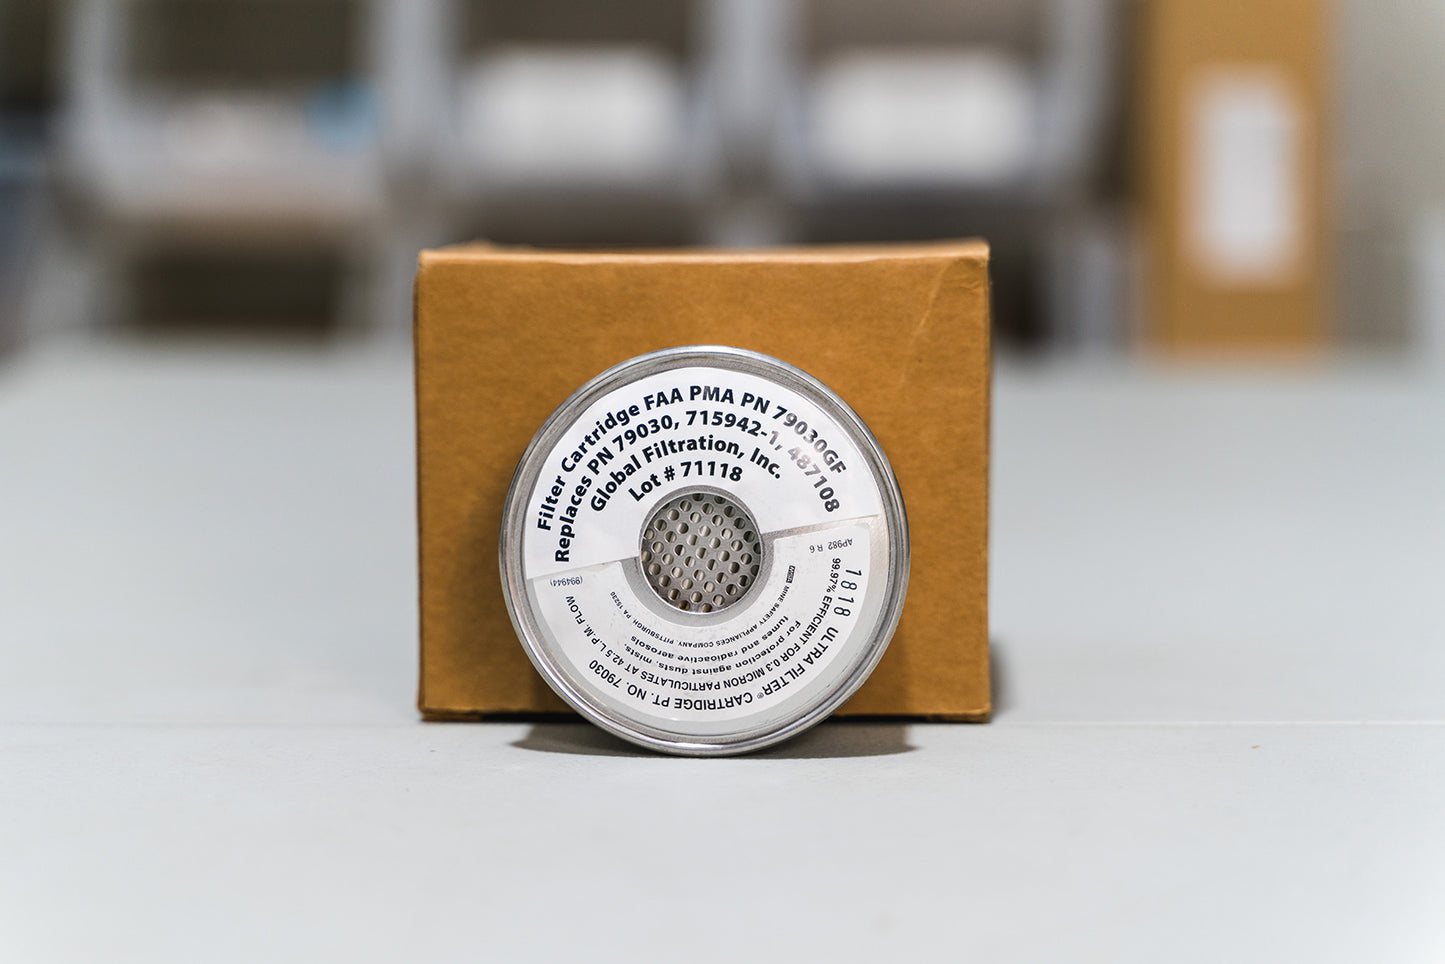 Filter Cartridge FAA PMA PN 79030GF
Replaces PN 79030, 715942-1, 487108
Global Filtration, Inc.
Lot # 71118
AP982 R 6
1818
ULTRA FILTER® CARTRIDGE PT. NO. 79030
99.97% EFFICIENT FOR 0.3 MICRON PARTICULATES AT 42.5 L.P.M. FLOW
For protection against dusts, mists,
fumes and radioactive aerosols.
MINE SAFETY APPLIANCES COMPANY, PITTSBURGH, PA 15230
(994944)